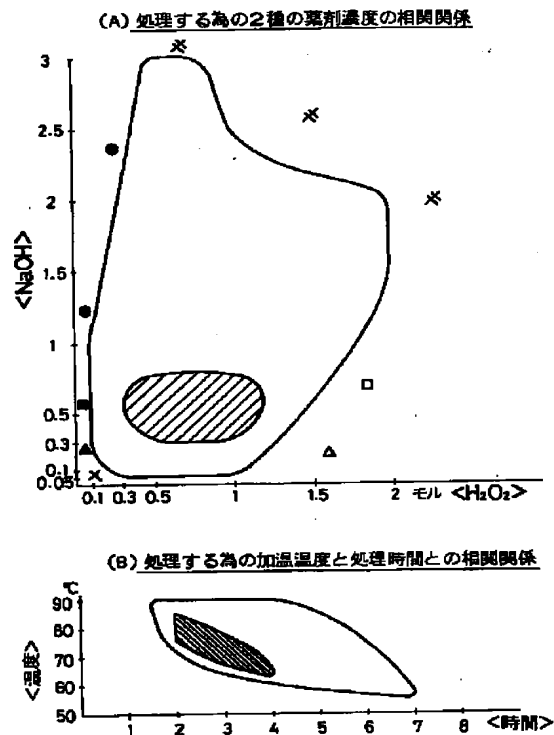 (A) 処理する為の2種の薬剤濃度の相関関係
3
2.5
2
<NaOH>
1.5
1
0.5
0.3
0.1
0.05
0.1 0.3 0.5 1 1.5 2 モル <H₂O₂>
(B) 処理する為の加温温度と処理時間との相関関係
℃
90
80
<温度>
70
60
50
1 2 3 4 5 6 7 8 <時間>